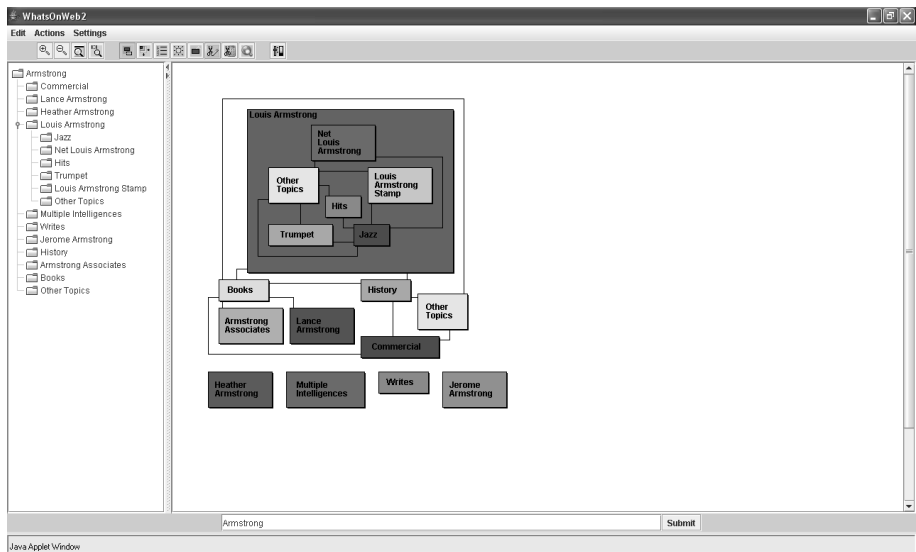 WhatsOnWeb2
Edit Actions Settings
Armstrong
Commercial
Lance Armstrong
Heather Armstrong
Louis Armstrong
Jazz
Net Louis Armstrong
Hits
Trumpet
Louis Armstrong Stamp
Other Topics
Multiple Intelligences
Writes
Jerome Armstrong
History
Armstrong Associates
Books
Other Topics
Louis Armstrong
Net
Louis
Armstrong
Other
Topics
Louis
Armstrong
Stamp
Hits
Trumpet
Jazz
Books
History
Other
Topics
Armstrong
Associates
Lance
Armstrong
Commercial
Heather
Armstrong
Multiple
Intelligences
Writes
Jerome
Armstrong
Armstrong
Submit
Java Applet Window